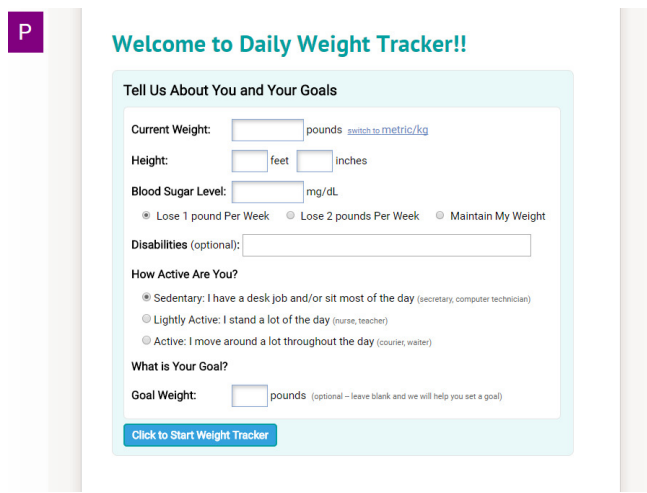 P
Welcome to Daily Weight Tracker!!
Tell Us About You and Your Goals
Current Weight: pounds switch to metric/kg
Height: feet inches
Blood Sugar Level: mg/dL
Lose 1 pound Per Week Lose 2 pounds Per Week Maintain My Weight
Disabilities (optional):
How Active Are You?
Sedentary: I have a desk job and/or sit most of the day (secretary, computer technician)
Lightly Active: I stand a lot of the day (nurse, teacher)
Active: I move around a lot throughout the day (courier, waiter)
What is Your Goal?
Goal Weight: pounds (optional – leave blank and we will help you set a goal)
Click to Start Weight Tracker